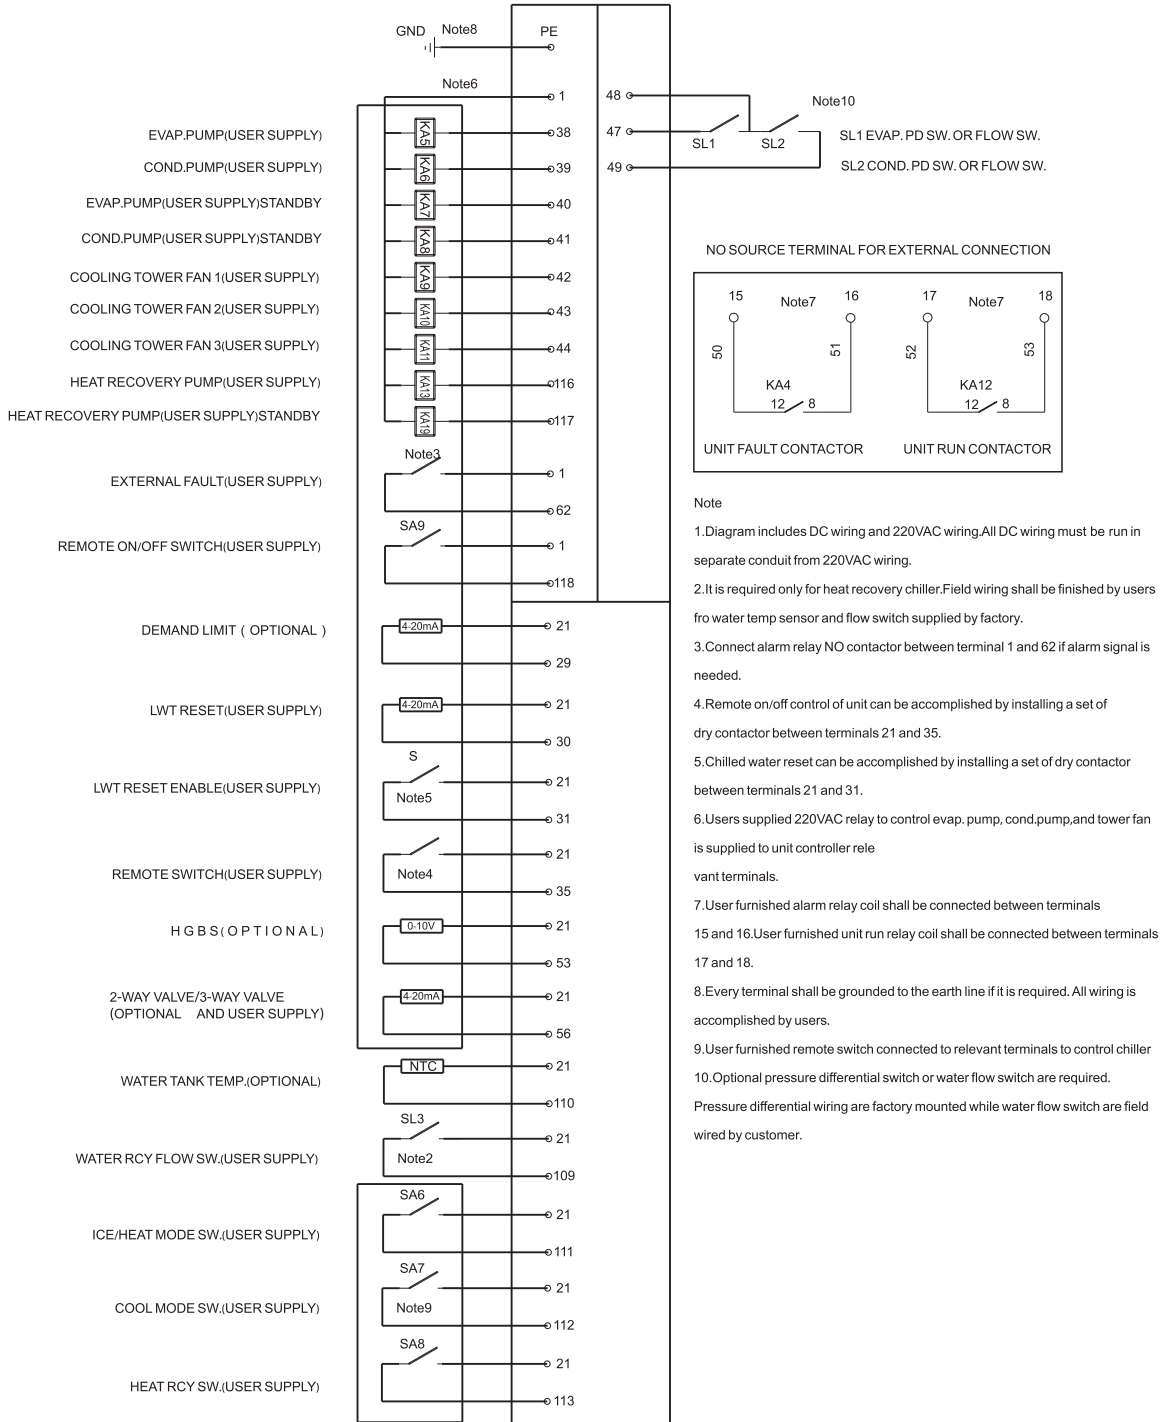 GND Note8 PE
Note6 1
EVAP.PUMP(USER SUPPLY) KA5 38
COND.PUMP(USER SUPPLY) KA6 39
EVAP.PUMP(USER SUPPLY)STANDBY KA7 40
COND.PUMP(USER SUPPLY)STANDBY KA8 41
COOLING TOWER FAN 1(USER SUPPLY) KA9 42
COOLING TOWER FAN 2(USER SUPPLY) KA10 43
COOLING TOWER FAN 3(USER SUPPLY) KA11 44
HEAT RECOVERY PUMP(USER SUPPLY) KA13 116
HEAT RECOVERY PUMP(USER SUPPLY)STANDBY KA19 117
Note3 1
EXTERNAL FAULT(USER SUPPLY)
62
SA9
REMOTE ON/OFF SWITCH(USER SUPPLY) 1
118
DEMAND LIMIT ( OPTIONAL ) 4-20mA 21
29
LWT RESET(USER SUPPLY) 4-20mA 21
30
S
21
LWT RESET ENABLE(USER SUPPLY) Note5
31
21
REMOTE SWITCH(USER SUPPLY) Note4
35
HGBS(OPTIONAL) 0-10V 21
53
2-WAY VALVE/3-WAY VALVE 4-20mA 21
(OPTIONAL AND USER SUPPLY)
56
WATER TANK TEMP.(OPTIONAL) NTC 21
110
SL3
21
WATER RCY FLOW SW.(USER SUPPLY) Note2
109
SA6
21
ICE/HEAT MODE SW.(USER SUPPLY)
111
SA7
21
COOL MODE SW.(USER SUPPLY) Note9
112
SA8
21
HEAT RCY SW.(USER SUPPLY)
113
48
Note10
47 SL1 SL2 SL1 EVAP. PD SW. OR FLOW SW.
49 SL2 COND. PD SW. OR FLOW SW.
NO SOURCE TERMINAL FOR EXTERNAL CONNECTION
15 Note7 16 17 Note7 18
50 51 52 53
KA4 KA12
12 8 12 8
UNIT FAULT CONTACTOR UNIT RUN CONTACTOR
Note
1.Diagram includes DC wiring and 220VAC wiring.All DC wiring must be run in
separate conduit from 220VAC wiring.
2.It is required only for heat recovery chiller.Field wiring shall be finished by users
fro water temp sensor and flow switch supplied by factory.
3.Connect alarm relay NO contactor between terminal 1 and 62 if alarm signal is
needed.
4.Remote on/off control of unit can be accomplished by installing a set of
dry contactor between terminals 21 and 35.
5.Chilled water reset can be accomplished by installing a set of dry contactor
between terminals 21 and 31.
6.Users supplied 220VAC relay to control evap. pump, cond.pump,and tower fan
is supplied to unit controller rele
vant terminals.
7.User furnished alarm relay coil shall be connected between terminals
15 and 16.User furnished unit run relay coil shall be connected between terminals
17 and 18.
8.Every terminal shall be grounded to the earth line if it is required. All wiring is
accomplished by users.
9.User furnished remote switch connected to relevant terminals to control chiller
10.Optional pressure differential switch or water flow switch are required.
Pressure differential wiring are factory mounted while water flow switch are field
wired by customer.